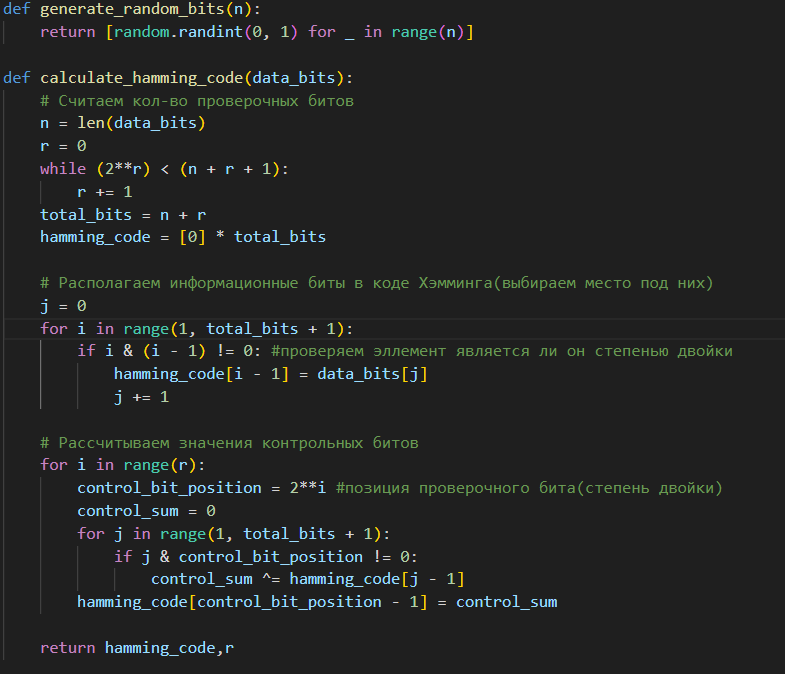 def generate_random_bits(n):
    return [random.randint(0, 1) for _ in range(n)]

def calculate_hamming_code(data_bits):
    # Считаем кол-во проверочных битов
    n = len(data_bits)
    r = 0
    while (2**r) < (n + r + 1):
        r += 1
    total_bits = n + r
    hamming_code = [0] * total_bits

    # Располагаем информационные биты в коде Хэмминга(выбираем место под них)
    j = 0
    for i in range(1, total_bits + 1):
        if i & (i - 1) != 0: #проверяем эллемент является ли он степенью двойки
            hamming_code[i - 1] = data_bits[j]
            j += 1

    # Рассчитываем значения контрольных битов
    for i in range(r):
        control_bit_position = 2**i #позиция проверочного бита(степень двойки)
        control_sum = 0
        for j in range(1, total_bits + 1):
            if j & control_bit_position != 0:
                control_sum ^= hamming_code[j - 1]
        hamming_code[control_bit_position - 1] = control_sum

    return hamming_code,r